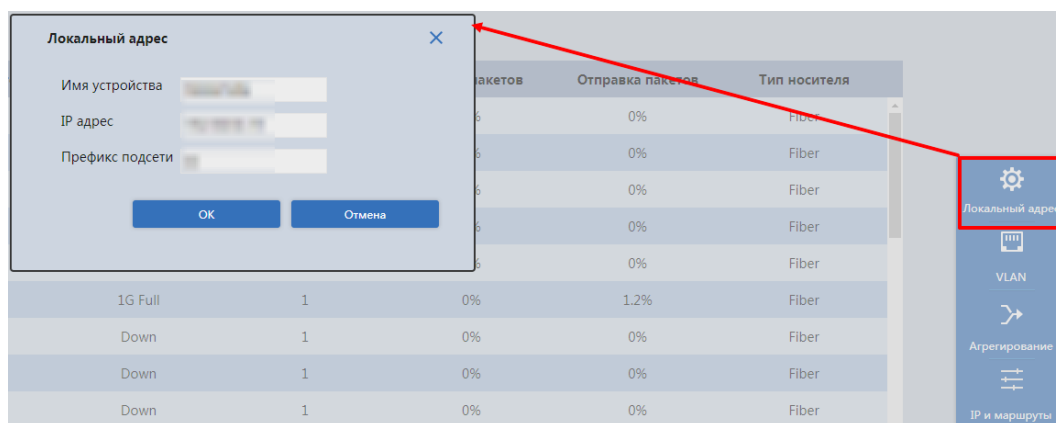 Локальный адрес
Имя устройства
IP адрес
Префикс подсети
ОК Отмена
пакетов Отправка пакетов Тип носителя
% 0% Fiber
% 0% Fiber
% 0% Fiber
% 0% Fiber
% 0% Fiber
1G Full 1 0% 1.2% Fiber
Down 1 0% 0% Fiber
Down 1 0% 0% Fiber
Down 1 0% 0% Fiber
Локальный адрес
VLAN
Агрегирование
IP и маршруты